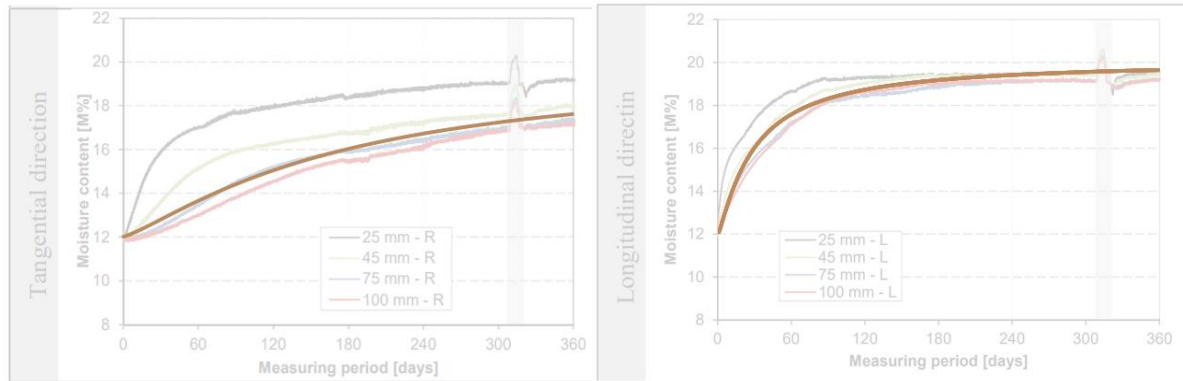 Tangential direction
Moisture content [M%]
22
20
18
16
14
12
10
8
25 mm - R
45 mm - R
75 mm - R
100 mm - R
0 60 120 180 240 300 360
Measuring period [days]
Longitudinal directin
Moisture content [M%]
22
20
18
16
14
12
10
8
25 mm - L
45 mm - L
75 mm - L
100 mm - L
0 60 120 180 240 300 360
Measuring period [days]